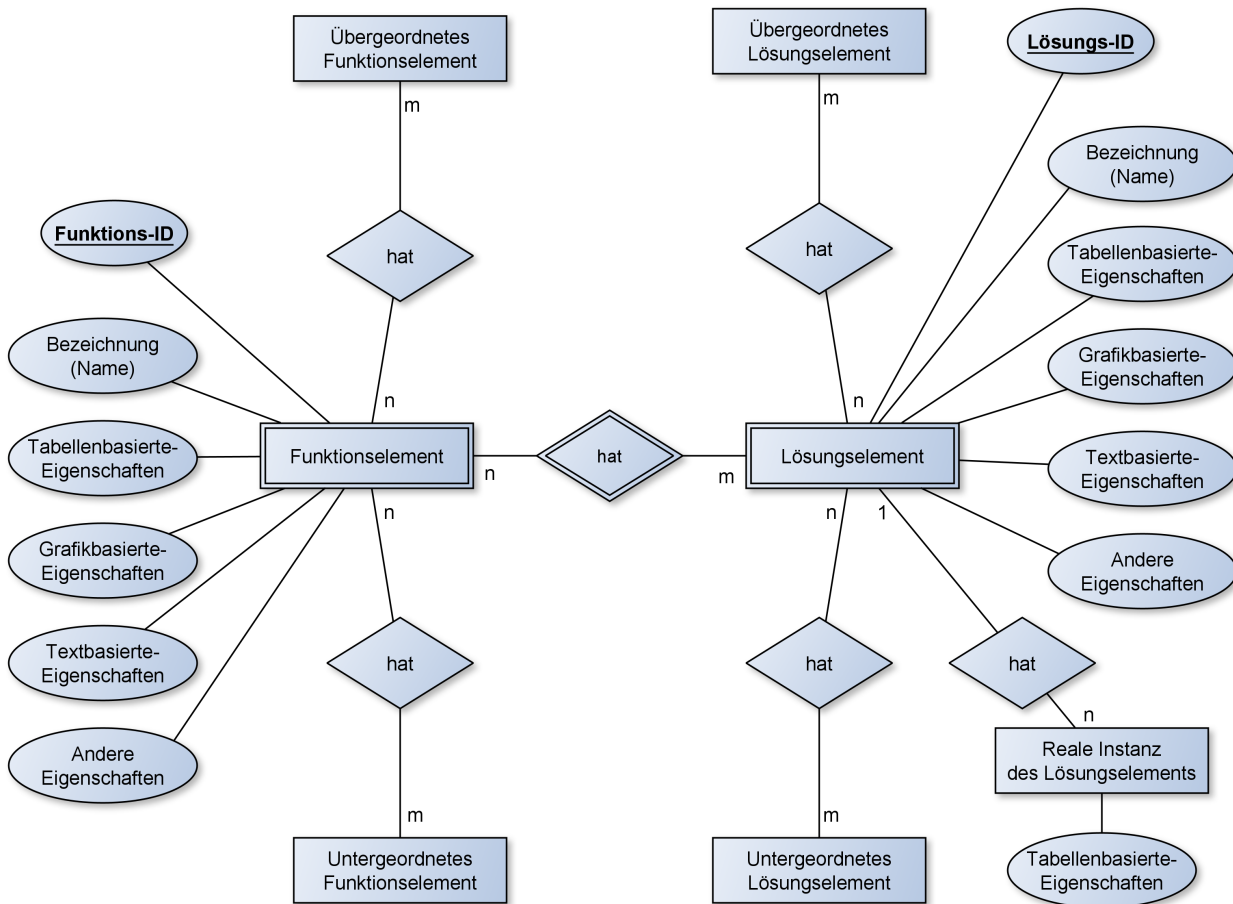 Übergeordnetes
Funktionselement
m
hat
n
Übergeordnetes
Lösungselement
m
hat
n
Lösungs-ID
Bezeichnung
(Name)
Tabellenbasierte-
Eigenschaften
Grafikbasierte-
Eigenschaften
Textbasierte-
Eigenschaften
Andere
Eigenschaften
Funktions-ID
Bezeichnung
(Name)
Tabellenbasierte-
Eigenschaften
Grafikbasierte-
Eigenschaften
Textbasierte-
Eigenschaften
Andere
Eigenschaften
Funktionselement
n
hat
m
Lösungselement
n
hat
m
Untergeordnetes
Funktionselement
n
hat
m
Untergeordnetes
Lösungselement
1
hat
n
Reale Instanz
des Lösungselements
Tabellenbasierte-
Eigenschaften